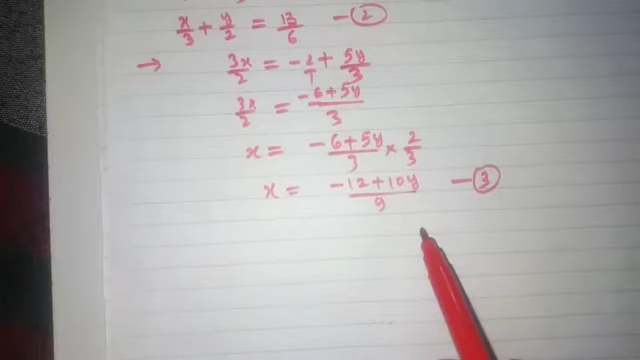 x/3 + y/2 = 13/6 — ②
→ 3x/2 = -2/1 + 5y/3
3x/2 = -6+5y/3
x = -6+5y/3 × 2/3
x = -12+10y/9 — ③